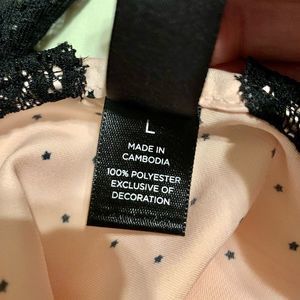 L
MADE IN
CAMBODIA
100% POLYESTER
EXCLUSIVE OF
DECORATION